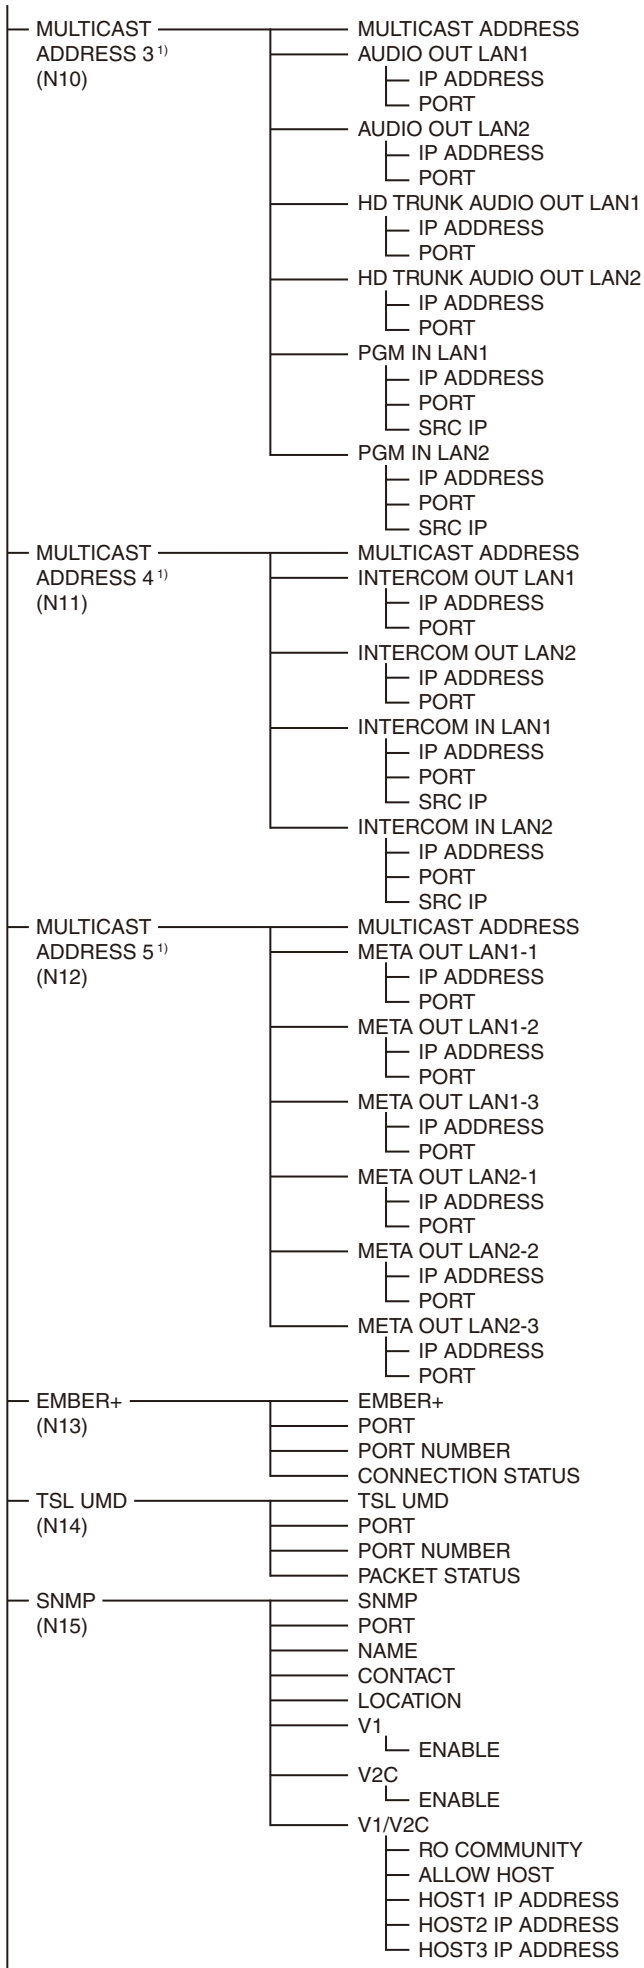 MULTICAST
ADDRESS 3 1)
(N10)
MULTICAST ADDRESS
AUDIO OUT LAN1
IP ADDRESS
PORT
AUDIO OUT LAN2
IP ADDRESS
PORT
HD TRUNK AUDIO OUT LAN1
IP ADDRESS
PORT
HD TRUNK AUDIO OUT LAN2
IP ADDRESS
PORT
PGM IN LAN1
IP ADDRESS
PORT
SRC IP
PGM IN LAN2
IP ADDRESS
PORT
SRC IP
MULTICAST
ADDRESS 4 1)
(N11)
MULTICAST ADDRESS
INTERCOM OUT LAN1
IP ADDRESS
PORT
INTERCOM OUT LAN2
IP ADDRESS
PORT
INTERCOM IN LAN1
IP ADDRESS
PORT
SRC IP
INTERCOM IN LAN2
IP ADDRESS
PORT
SRC IP
MULTICAST
ADDRESS 5 1)
(N12)
MULTICAST ADDRESS
META OUT LAN1-1
IP ADDRESS
PORT
META OUT LAN1-2
IP ADDRESS
PORT
META OUT LAN1-3
IP ADDRESS
PORT
META OUT LAN2-1
IP ADDRESS
PORT
META OUT LAN2-2
IP ADDRESS
PORT
META OUT LAN2-3
IP ADDRESS
PORT
EMBER+
(N13)
EMBER+
PORT
PORT NUMBER
CONNECTION STATUS
TSL UMD
(N14)
TSL UMD
PORT
PORT NUMBER
PACKET STATUS
SNMP
(N15)
SNMP
PORT
NAME
CONTACT
LOCATION
V1
ENABLE
V2C
ENABLE
V1/V2C
RO COMMUNITY
ALLOW HOST
HOST1 IP ADDRESS
HOST2 IP ADDRESS
HOST3 IP ADDRESS